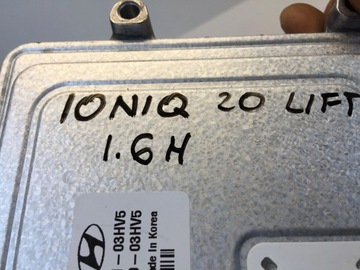 IONIQ 20 LIFT
1.6H
03HV5
03HV5
de In Korea